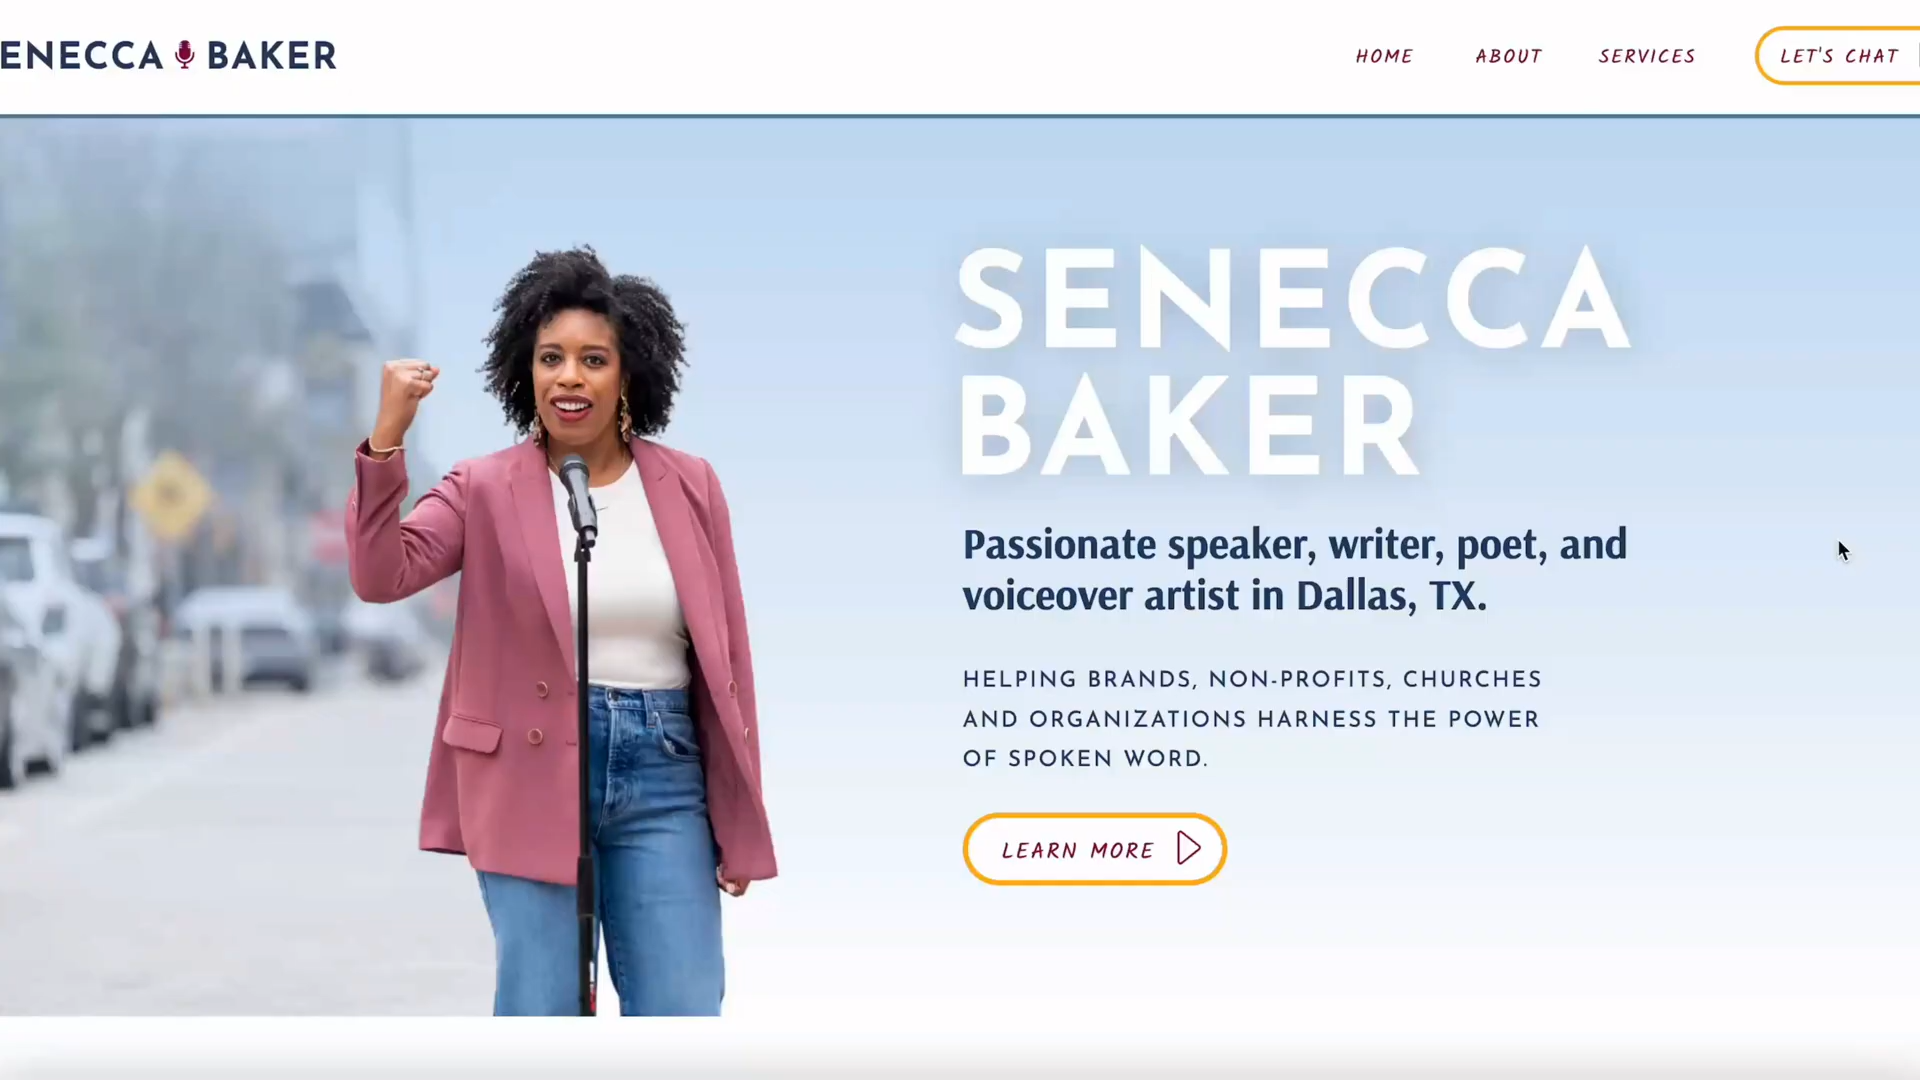 ENECCA BAKER
HOME ABOUT SERVICES LET'S CHAT
SENECCA
BAKER
Passionate speaker, writer, poet, and
voiceover artist in Dallas, TX.
HELPING BRANDS, NON-PROFITS, CHURCHES
AND ORGANIZATIONS HARNESS THE POWER
OF SPOKEN WORD.
LEARN MORE